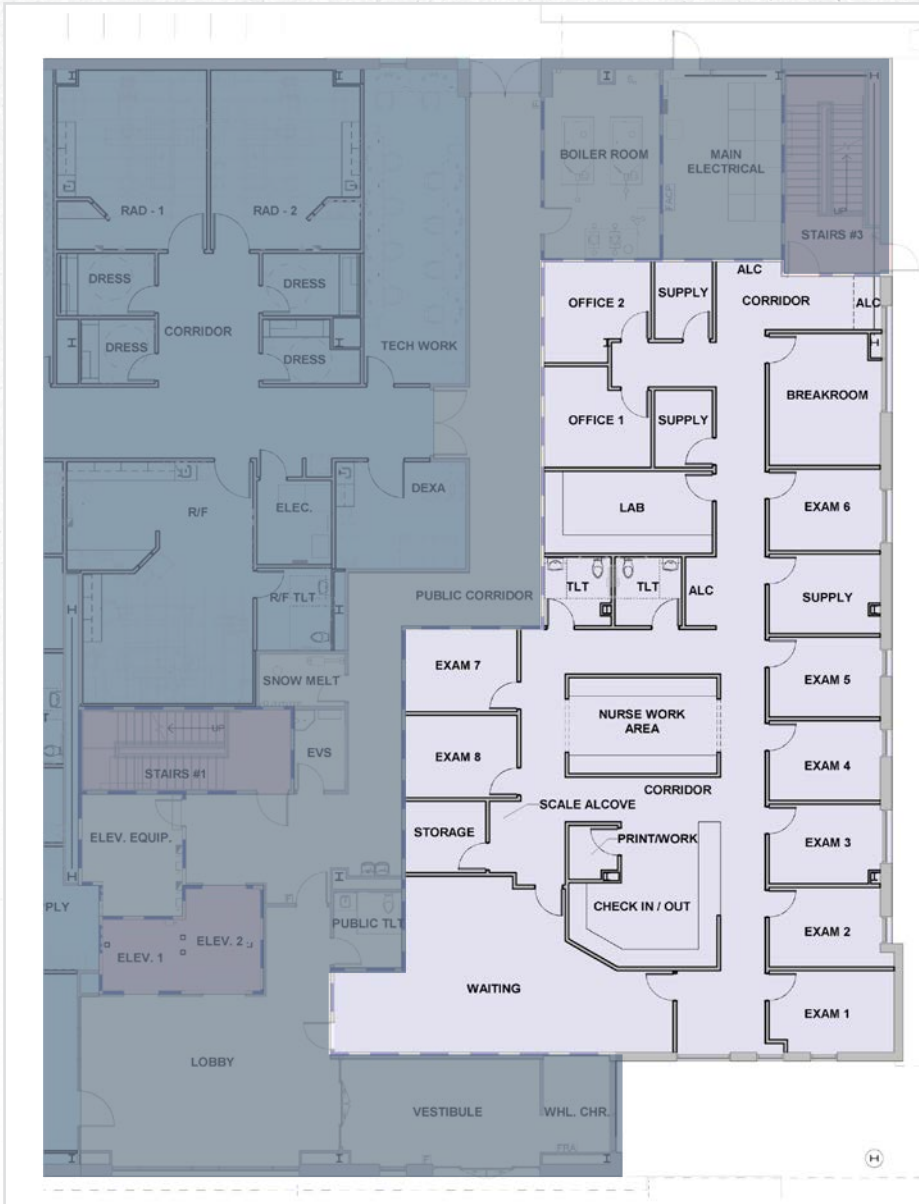 BOILER ROOM
MAIN
ELECTRICAL
FACP
RAD - 1
RAD - 2
UP
STAIRS #3
DRESS
DRESS
ALC
SUPPLY
CORRIDOR
ALC
OFFICE 2
CORRIDOR
TECH WORK
DRESS
DRESS
BREAKROOM
OFFICE 1
SUPPLY
DEXA
R/F
ELEC.
LAB
EXAM 6
R/F TLT
PUBLIC CORRIDOR
TLT
TLT
ALC
SUPPLY
EXAM 7
SNOW MELT
EXAM 5
NURSE WORK
AREA
UP
STAIRS #1
EVS
EXAM 8
EXAM 4
CORRIDOR
SCALE ALCOVE
ELEV. EQUIP.
STORAGE
PRINT/WORK
EXAM 3
PLY
CHECK IN / OUT
PUBLIC TLT
EXAM 2
ELEV. 1
ELEV. 2
WAITING
EXAM 1
LOBBY
VESTIBULE
WHL. CHR.
H